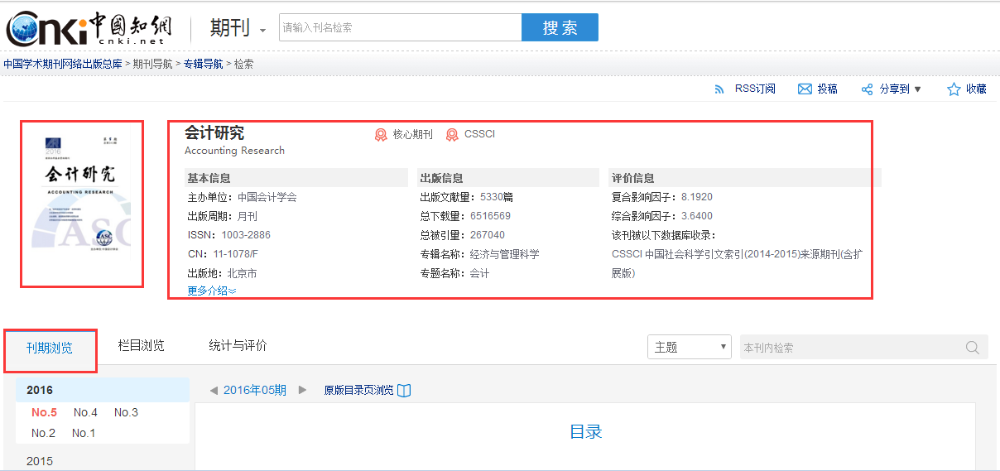 Cnki 中國知網
cnki.net
期刊
请输入刊名检索
搜索
中国学术期刊网络出版总库 > 期刊导航 > 专辑导航 > 检索
RSS订阅 投稿 分享到 ▼ 收藏
2016
会计研究
ACCOUNTING RESEARCH
ASC
会计研究
Accounting Research
核心期刊 CSSCI
基本信息
主办单位：中国会计学会
出版周期：月刊
ISSN：1003-2886
CN：11-1078/F
出版地：北京市
更多介绍
出版信息
出版文献量：5330篇
总下载量：6516569
总被引量：267040
专辑名称：经济与管理科学
专题名称：会计
评价信息
复合影响因子：8.1920
综合影响因子：3.6400
该刊被以下数据库收录：
CSSCI 中国社会科学引文索引(2014-2015)来源期刊(含扩
展版)
刊期浏览 栏目浏览 统计与评价
主题
本刊内检索
2016
No.5 No.4 No.3
No.2 No.1
2015
2016年05期 原版目录页浏览
目录